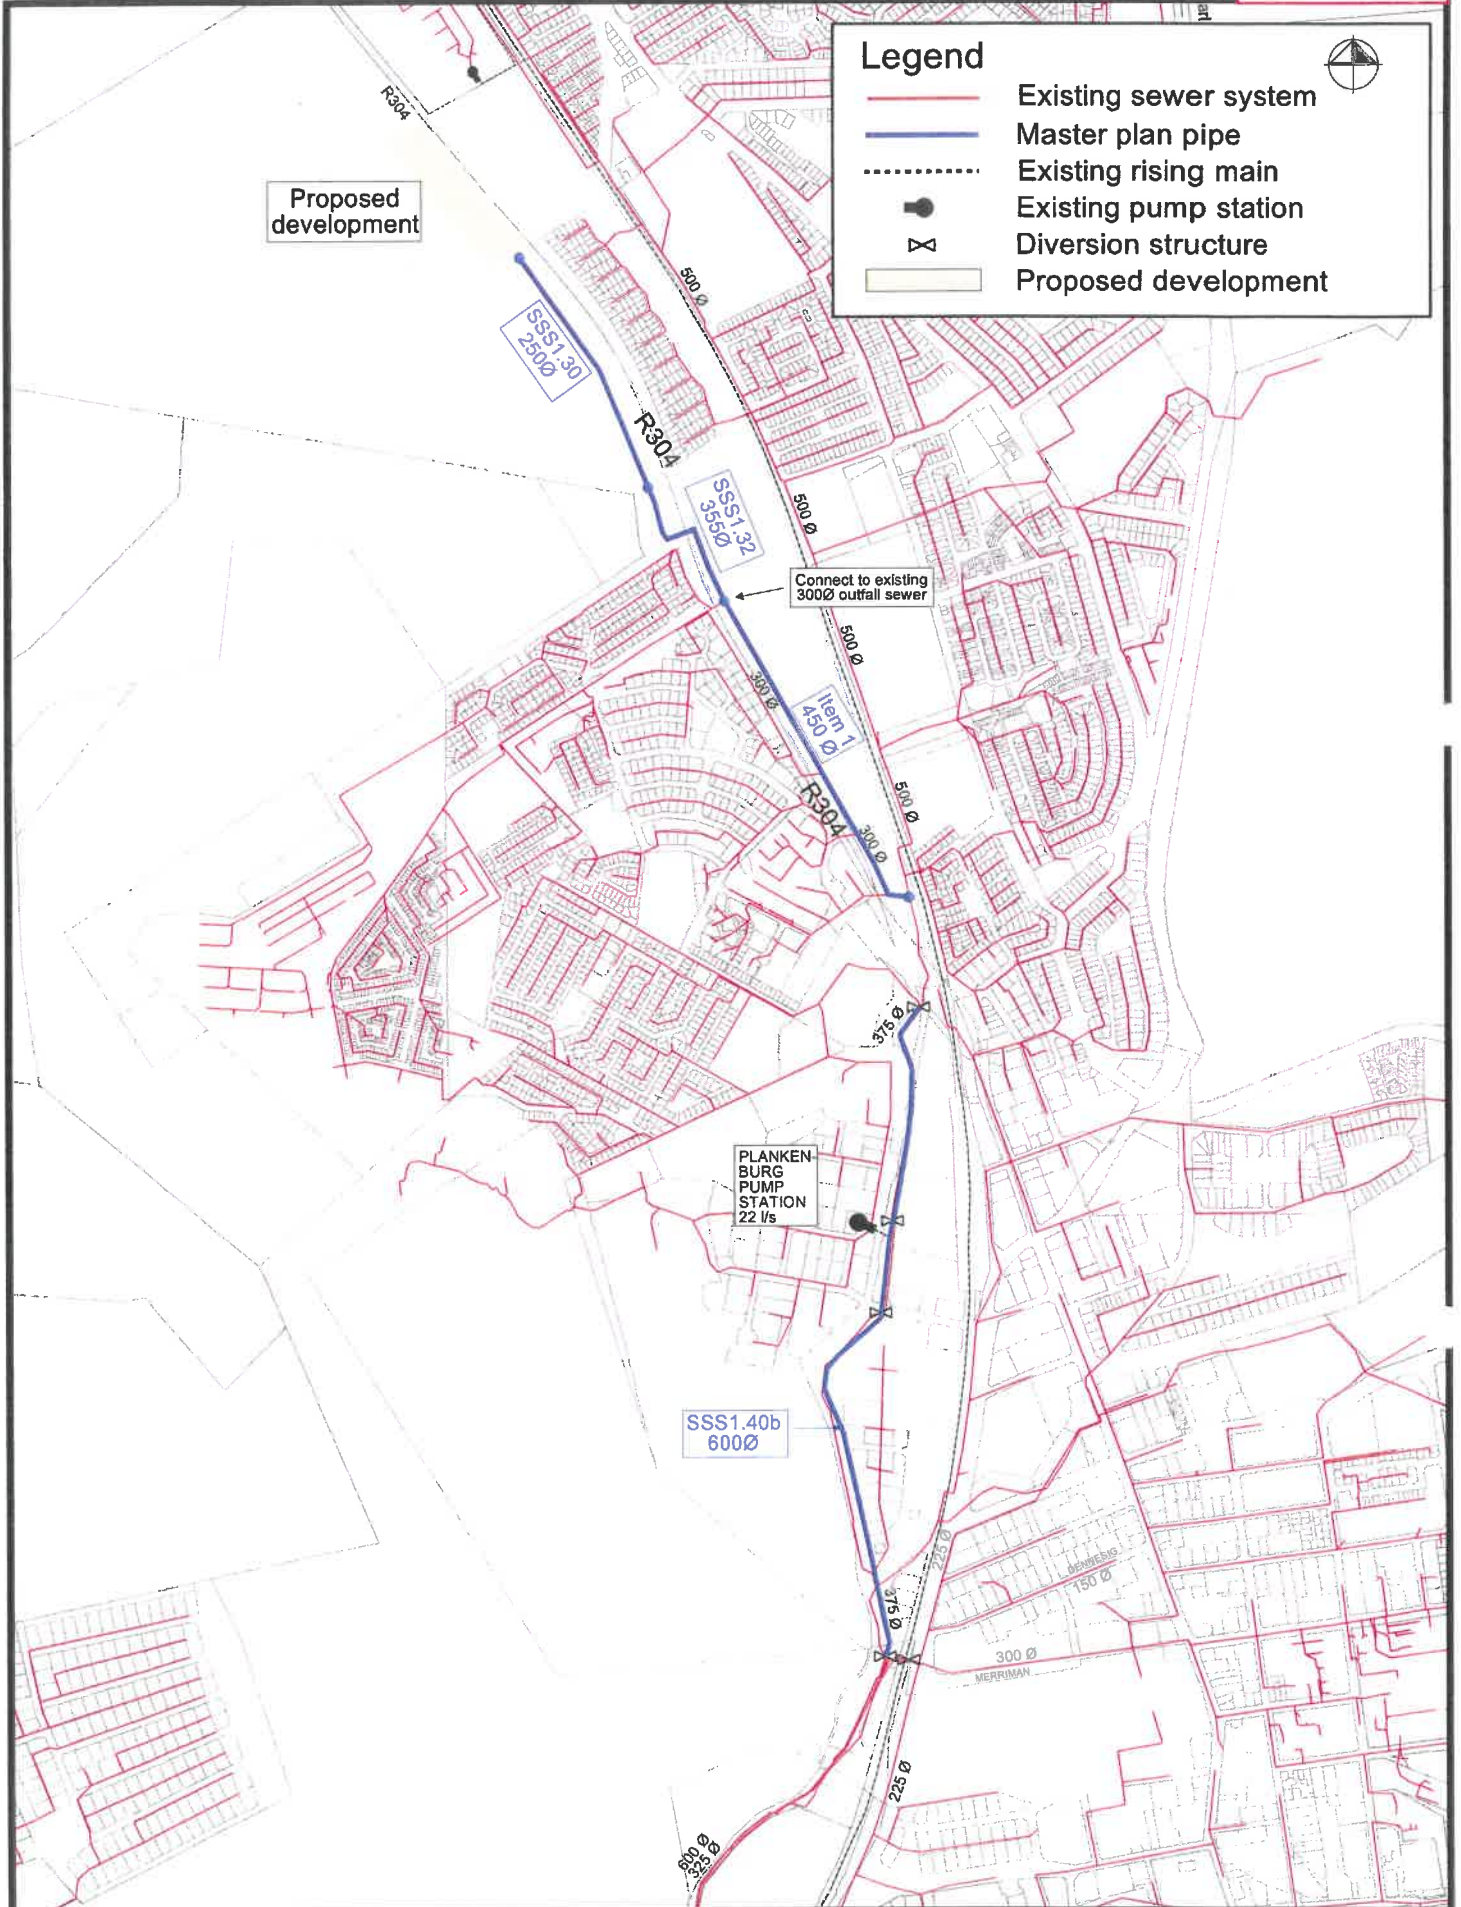 Legend
Existing sewer system
Master plan pipe
Existing rising main
Existing pump station
Diversion structure
Proposed development
R304
Proposed
development
500 Ø
SSS1.30
250Ø
R304
SSS1.32
355Ø
500 Ø
Connect to existing
300Ø outfall sewer
500 Ø
300 Ø
Item 1
450 Ø
R304
500 Ø
300 Ø
375 Ø
PLANKEN-
BURG
PUMP
STATION
22 l/s
SSS1.40b
600Ø
225 Ø
DENNESIG
150 Ø
375 Ø
300 Ø
MERRIMAN
225 Ø
600 Ø
325 Ø